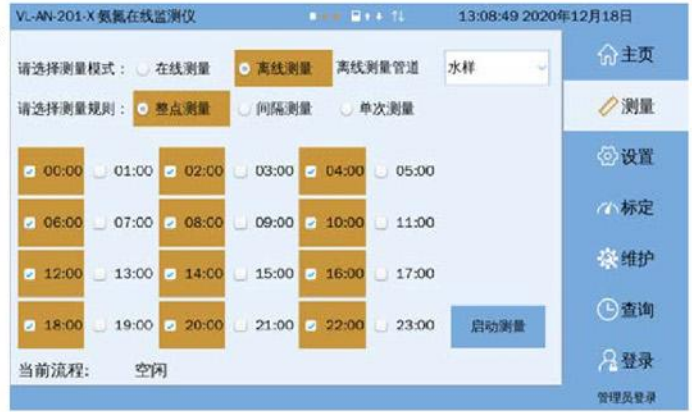 VL-AN-201-X 氨氮在线监测仪 13:08:49 2020年12月18日
请选择测量模式： 在线测量 离线测量 离线测量管道 水样
请选择测量规则： 整点测量 间隔测量 单次测量
00:00 01:00 02:00 03:00 04:00 05:00
06:00 07:00 08:00 09:00 10:00 11:00
12:00 13:00 14:00 15:00 16:00 17:00
18:00 19:00 20:00 21:00 22:00 23:00 启动测量
当前流程: 空闲
主页
测量
设置
标定
维护
查询
登录
管理员登录